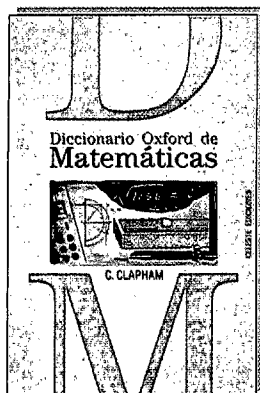 D
Diccionario Oxford de
Matemáticas
C. CLAPHAM
CELESTE EDICIONES
M